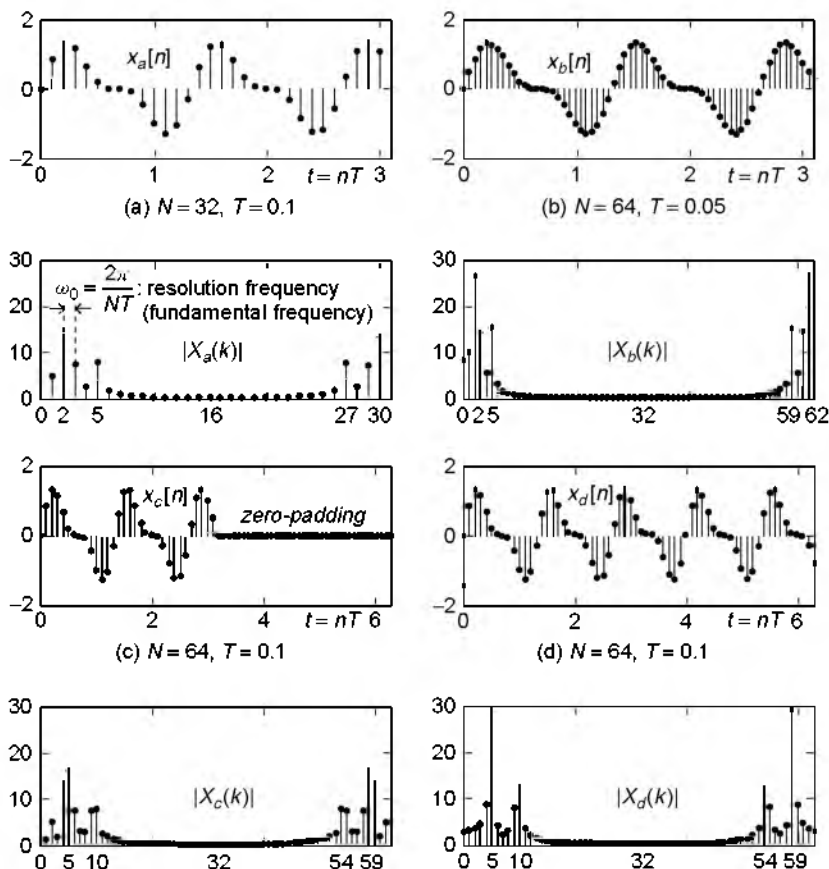 2
2
x_a[n]
x_b[n]
0
0
−2
−2
0 1 2 t = nT 3
0 1 2 t = nT 3
(a) N = 32, T = 0.1
(b) N = 64, T = 0.05
30
30
ω_0 = 2π/NT : resolution frequency
(fundamental frequency)
20
20
|X_a(k)|
|X_b(k)|
10
10
0
0
0 2 5 16 27 30
0 2 5 32 59 62
2
2
x_c[n]
x_d[n]
zero-padding
0
0
−2
−2
0 2 4 t = nT 6
0 2 4 t = nT 6
(c) N = 64, T = 0.1
(d) N = 64, T = 0.1
30
30
20
20
|X_c(k)|
|X_d(k)|
10
10
0
0
0 5 10 32 54 59
0 5 10 32 54 59